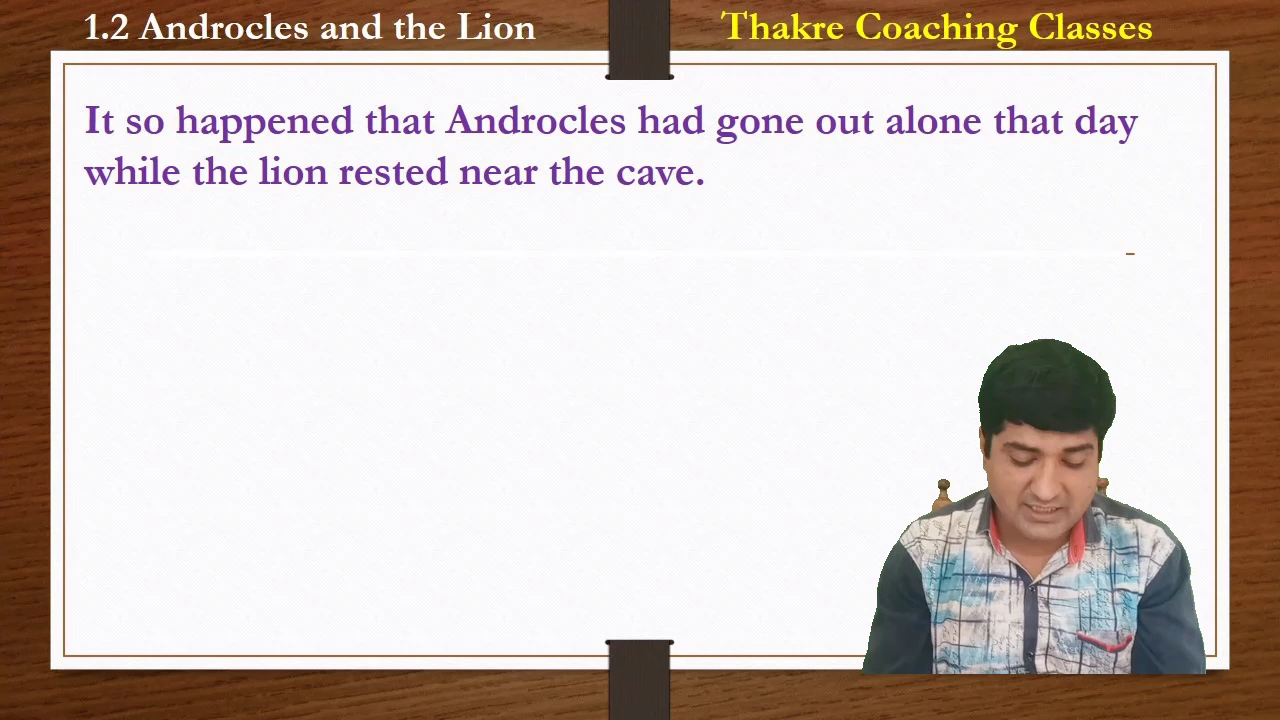 1.2 Androcles and the Lion
Thakre Coaching Classes
It so happened that Androcles had gone out alone that day
while the lion rested near the cave.